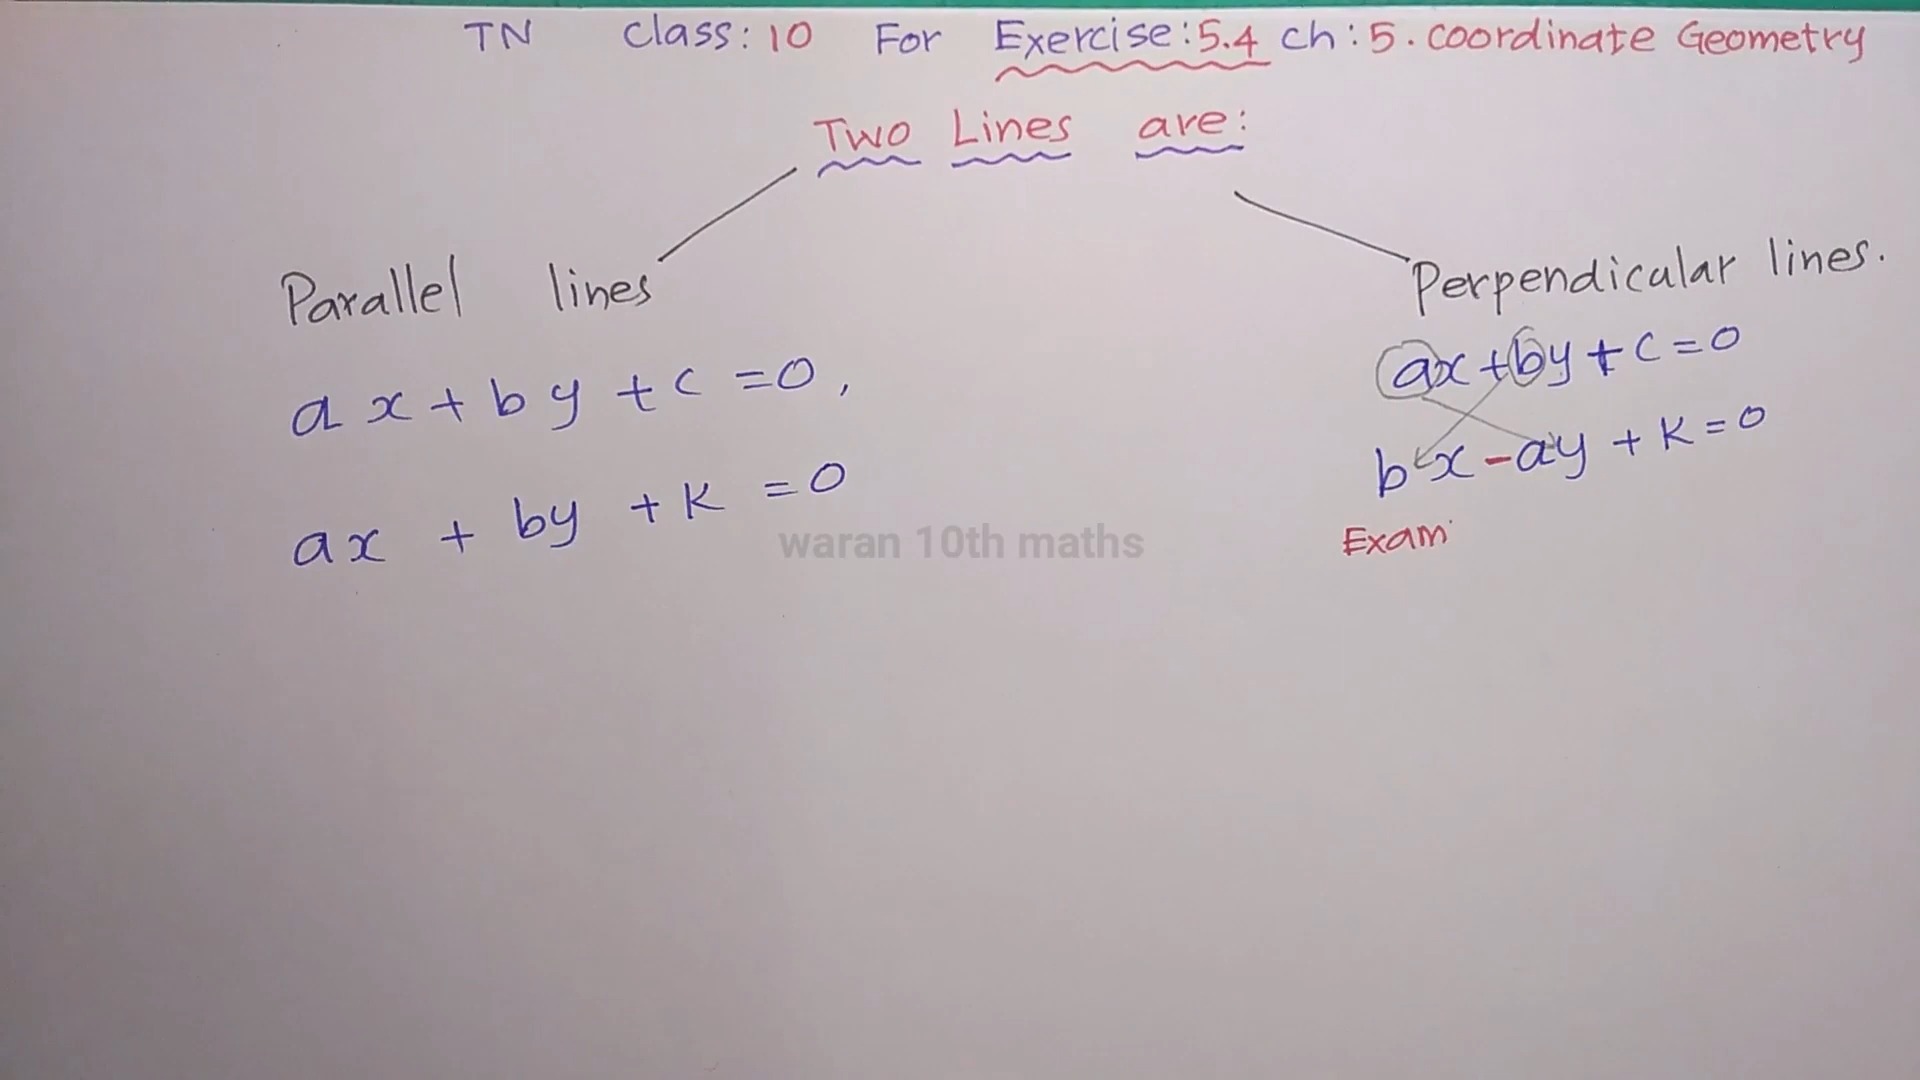 TN Class: 10 For Exercise: 5.4 ch: 5. coordinate Geometry
Two Lines are:
Parallel lines
ax + by + c = 0,
ax + by + k = 0
Perpendicular lines.
ax + by + c = 0
bx - ay + k = 0
Exam
waran 10th maths